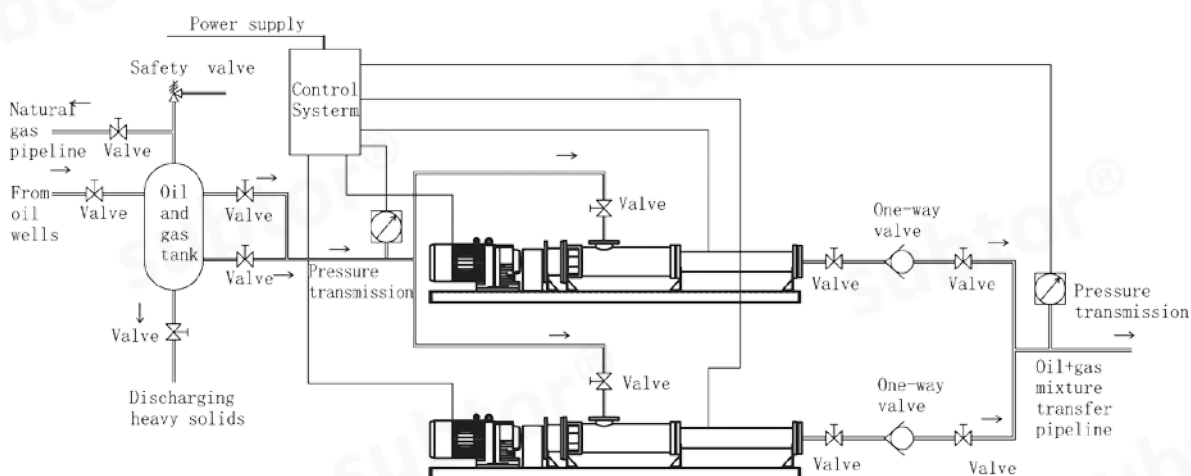 Power supply
Safety valve
Control
Systerm
Natural
gas
pipeline
Valve
From
oil
wells
Valve
Oil
and
gas
tank
Valve
Valve
Pressure
transmission
Valve
One-way
valve
Valve
Valve
Pressure
transmission
Valve
Discharging
heavy solids
Valve
One-way
valve
Valve
Valve
Oil+gas
mixture
transfer
pipeline
subtor
subtor®
subtor®
subtor®
subtor®
subtor